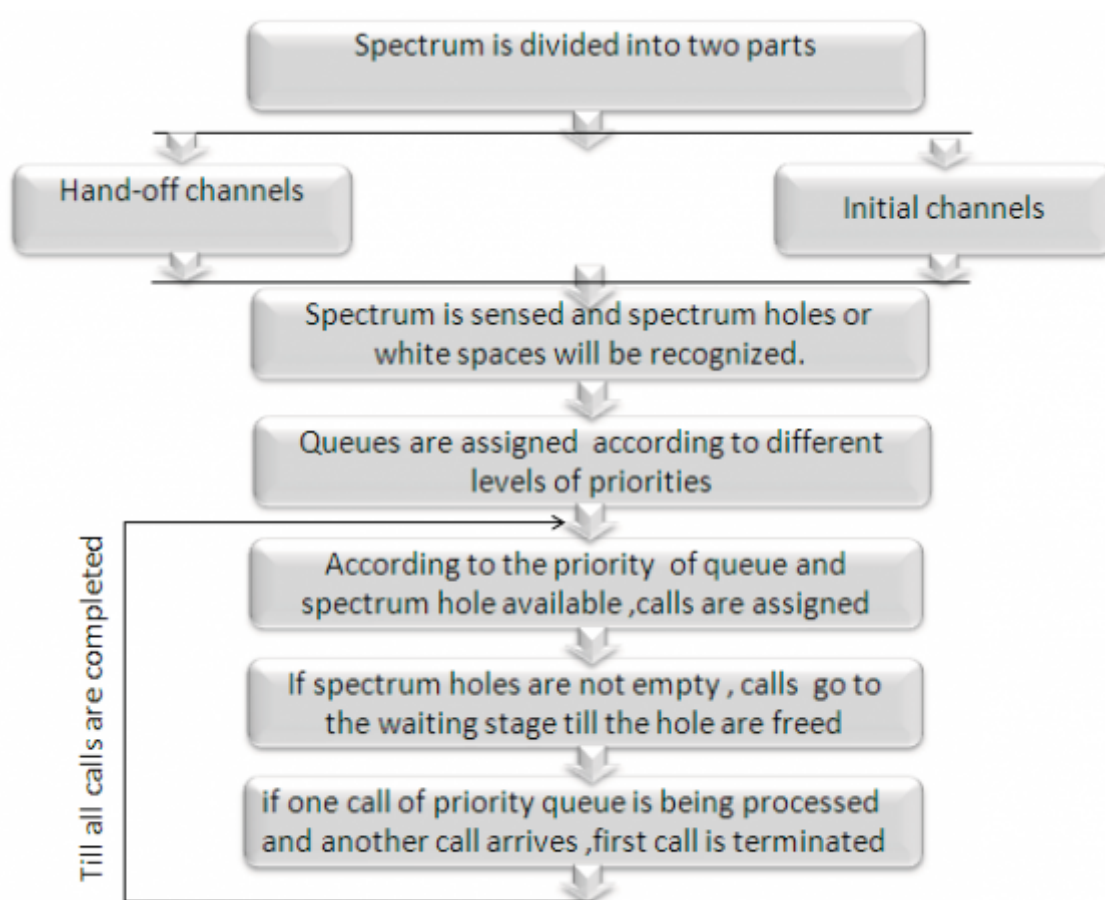 Spectrum is divided into two parts
Hand-off channels
Initial channels
Spectrum is sensed and spectrum holes or
white spaces will be recognized.
Queues are assigned according to different
levels of priorities
Till all calls are completed
According to the priority of queue and
spectrum hole available ,calls are assigned
If spectrum holes are not empty , calls go to
the waiting stage till the hole are freed
if one call of priority queue is being processed
and another call arrives ,first call is terminated